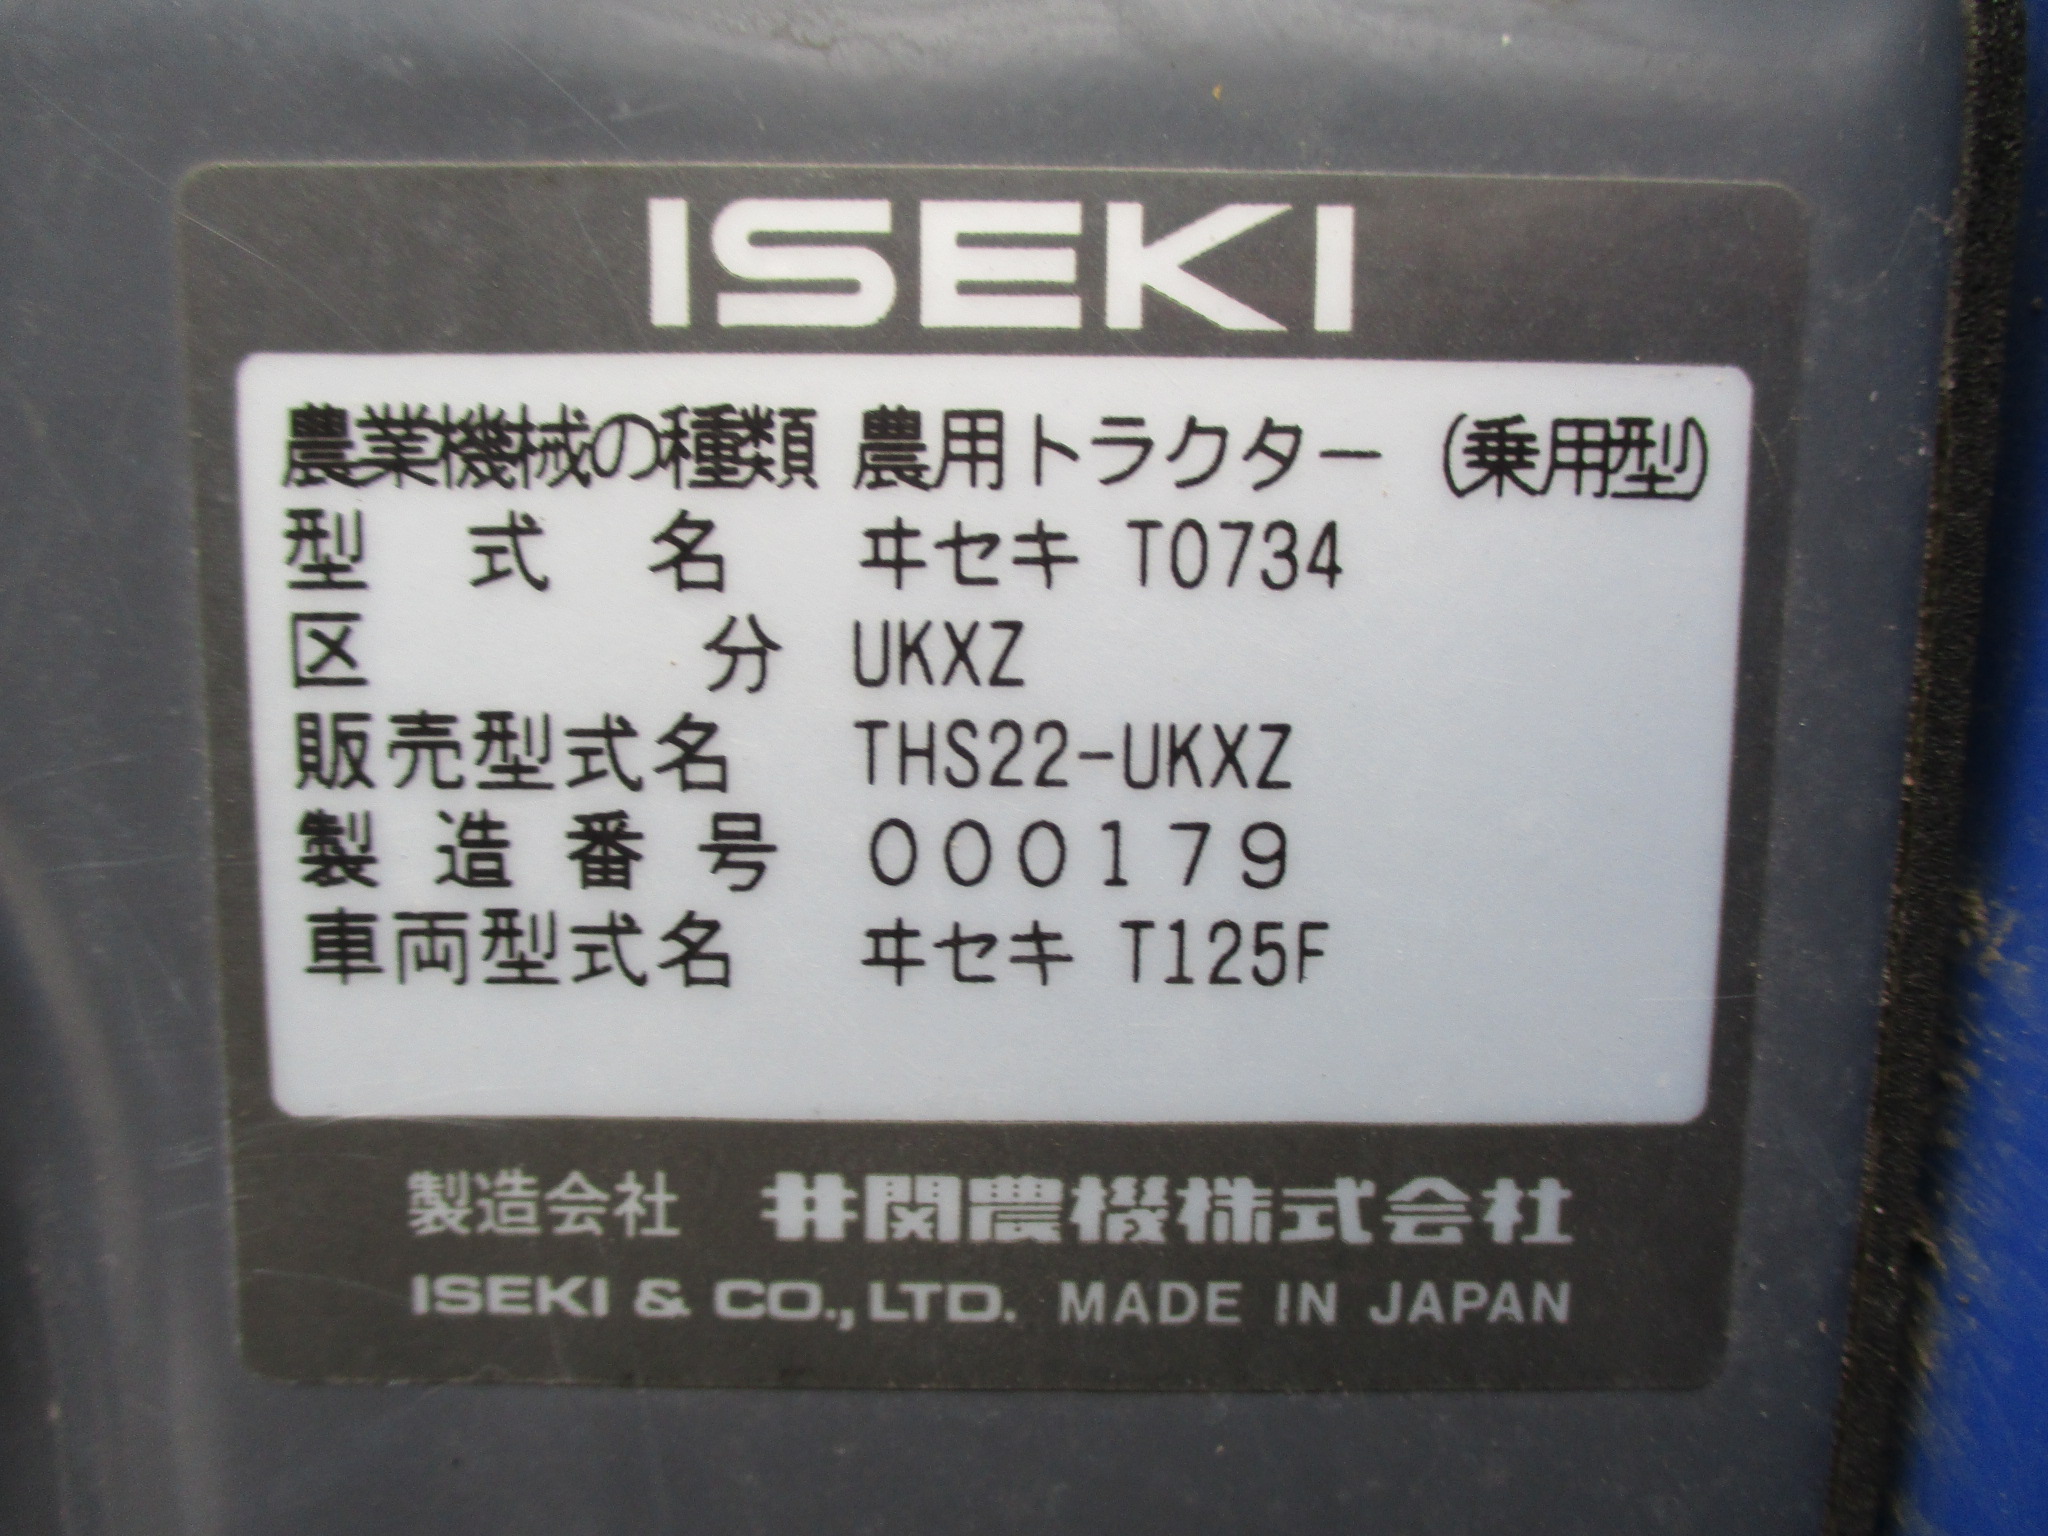 ISEKI
農業機械の種類 農用トラクター (乗用型)
型式名 ヰセキ T0734
区分 UKXZ
販売型式名 THS22-UKXZ
製造番号 000179
車両型式名 ヰセキ T125F
製造会社 井関農機株式会社
ISEKI & CO., LTD. MADE IN JAPAN